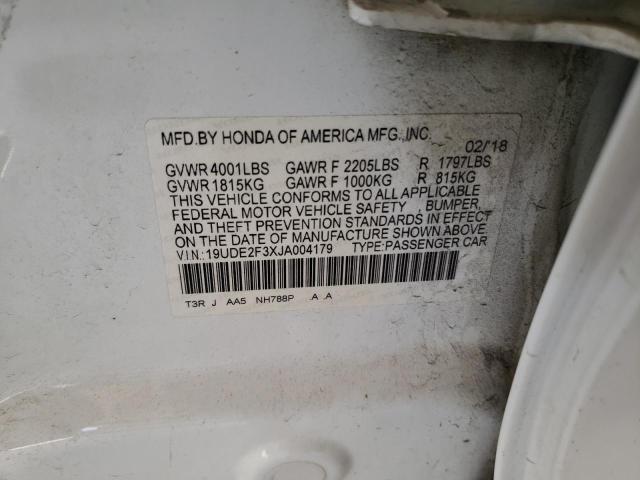 MFD.BY HONDA OF AMERICA MFG.,INC. 02/'18
GVWR 4001LBS GAWR F 2205LBS R 1797LBS
GVWR 1815KG GAWR F 1000KG R 815KG
THIS VEHICLE CONFORMS TO ALL APPLICABLE
FEDERAL MOTOR VEHICLE SAFETY , BUMPER,
AND THEFT PREVENTION STANDARDS IN EFFECT
ON THE DATE OF MANUFACTURE SHOWN ABOVE.
V.I.N.:19UDE2F3XJA004179 TYPE:PASSENGER CAR
T3R J AA5 NH788P .A .A